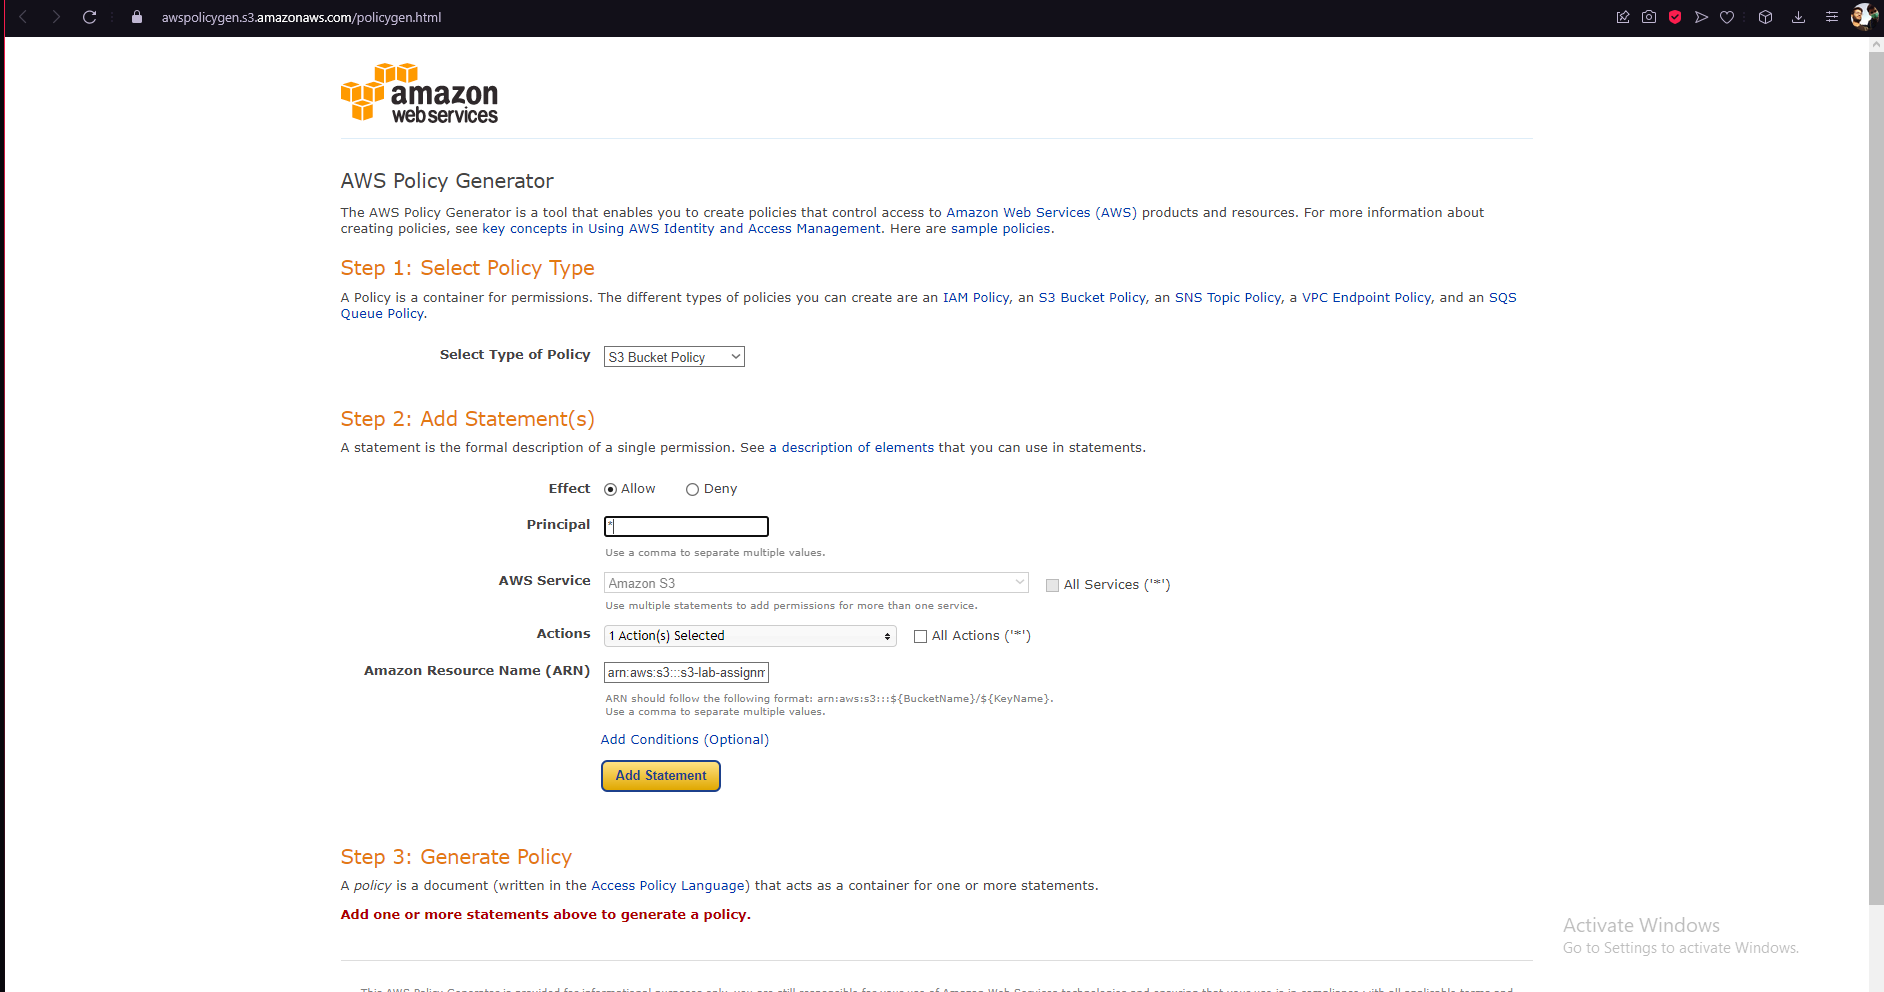 awspolicygen.s3.amazonaws.com/policygen.html
amazon
web services
AWS Policy Generator
The AWS Policy Generator is a tool that enables you to create policies that control access to Amazon Web Services (AWS) products and resources. For more information about
creating policies, see key concepts in Using AWS Identity and Access Management. Here are sample policies.
Step 1: Select Policy Type
A Policy is a container for permissions. The different types of policies you can create are an IAM Policy, an S3 Bucket Policy, an SNS Topic Policy, a VPC Endpoint Policy, and an SQS
Queue Policy.
Select Type of Policy S3 Bucket Policy
Step 2: Add Statement(s)
A statement is the formal description of a single permission. See a description of elements that you can use in statements.
Effect Allow Deny
Principal *
Use a comma to separate multiple values.
AWS Service Amazon S3 All Services ('*')
Use multiple statements to add permissions for more than one service.
Actions 1 Action(s) Selected All Actions ('*')
Amazon Resource Name (ARN) arn:aws:s3:::s3-lab-assignm
ARN should follow the following format: arn:aws:s3:::${BucketName}/${KeyName}.
Use a comma to separate multiple values.
Add Conditions (Optional)
Add Statement
Step 3: Generate Policy
A policy is a document (written in the Access Policy Language) that acts as a container for one or more statements.
Add one or more statements above to generate a policy.
Activate Windows
Go to Settings to activate Windows.